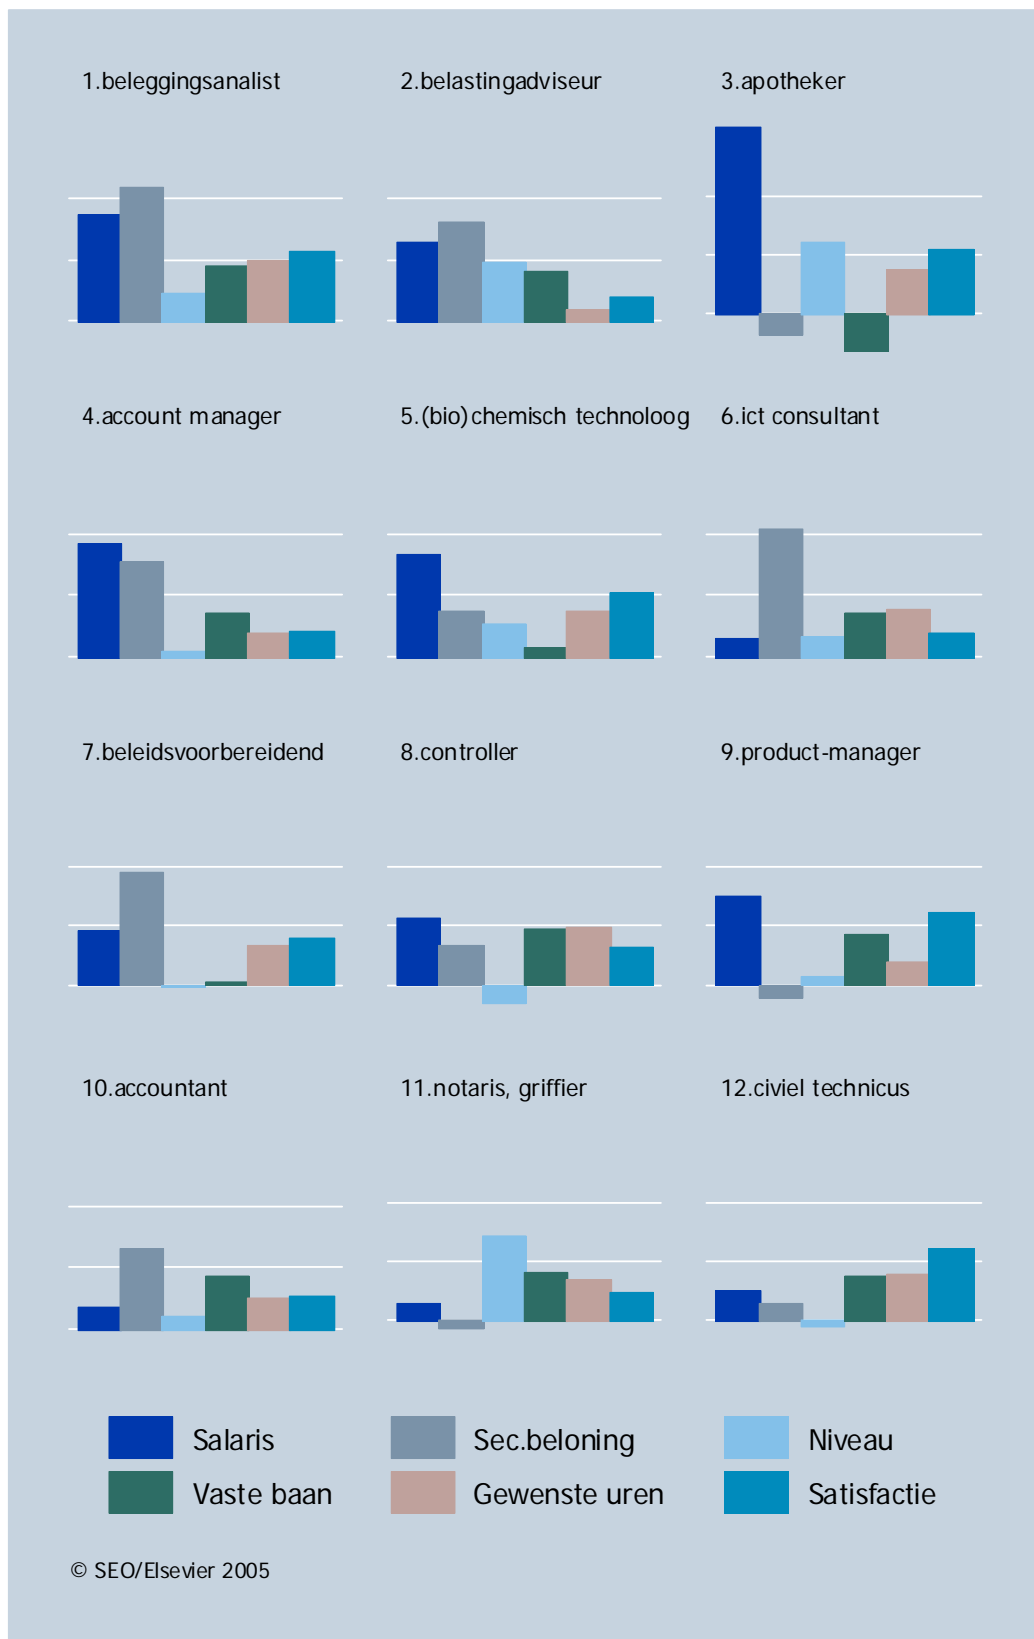 1.beleggingsanalist 2.belastingadviseur 3.apotheker
4.account manager 5.(bio)chemisch technoloog 6.ict consultant
7.beleidsvoorbereidend 8.controller 9.product-manager
10.accountant 11.notaris, griffier 12.civiel technicus
Salaris Sec.beloning Niveau
Vaste baan Gewenste uren Satisfactie
© SEO/Elsevier 2005